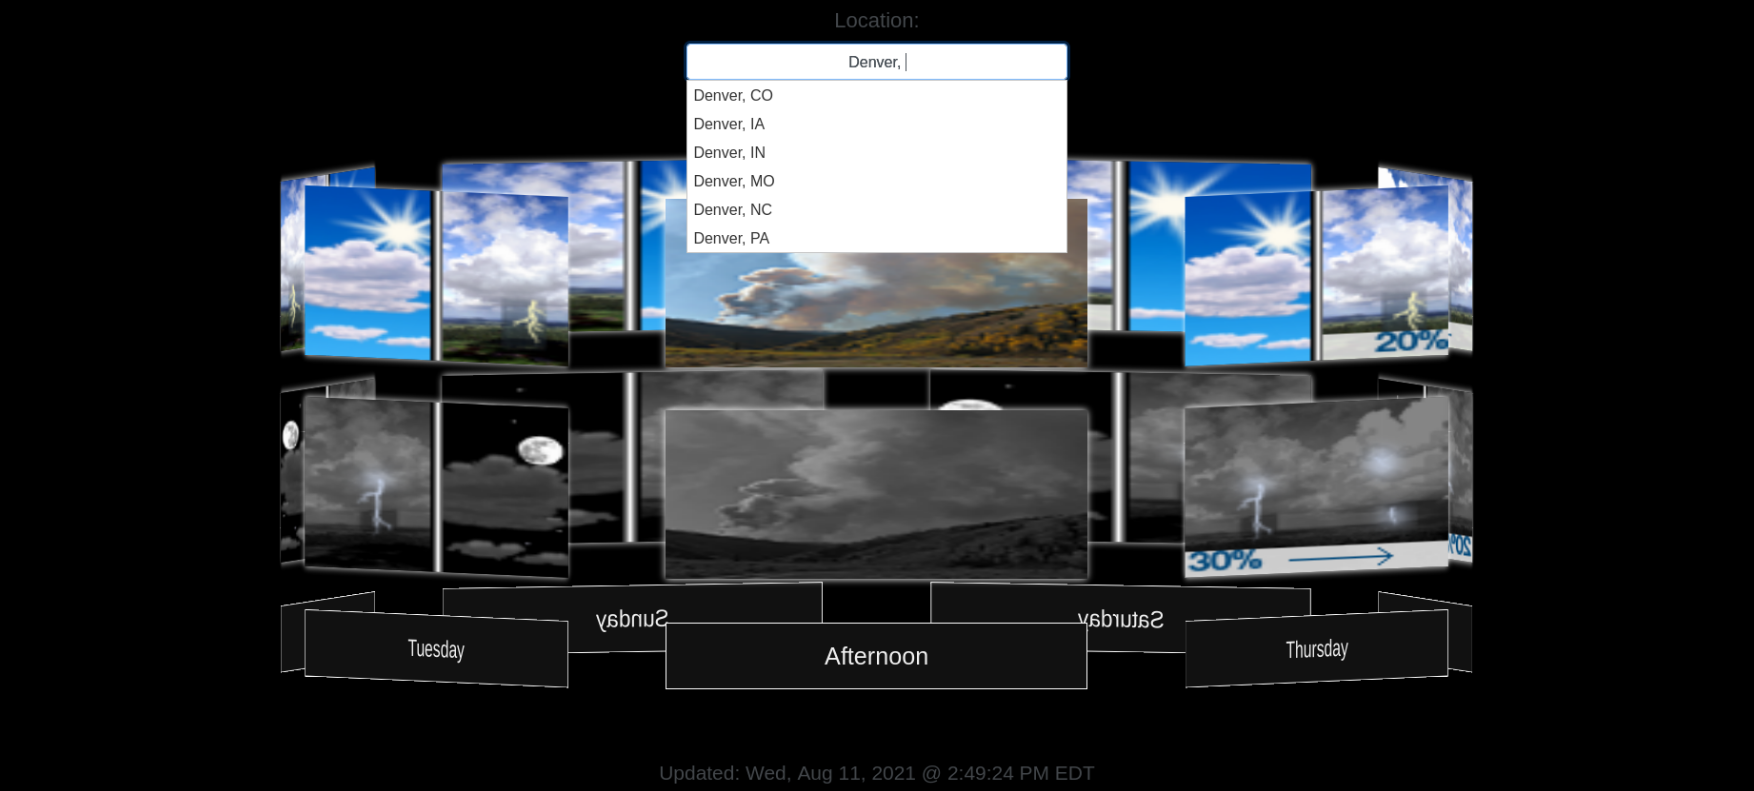 Location:
Denver,
Denver, CO
Denver, IA
Denver, IN
Denver, MO
Denver, NC
Denver, PA
20%
30%
20%
Sunday
Saturday
Tuesday
Afternoon
Thursday
Updated: Wed, Aug 11, 2021 @ 2:49:24 PM EDT